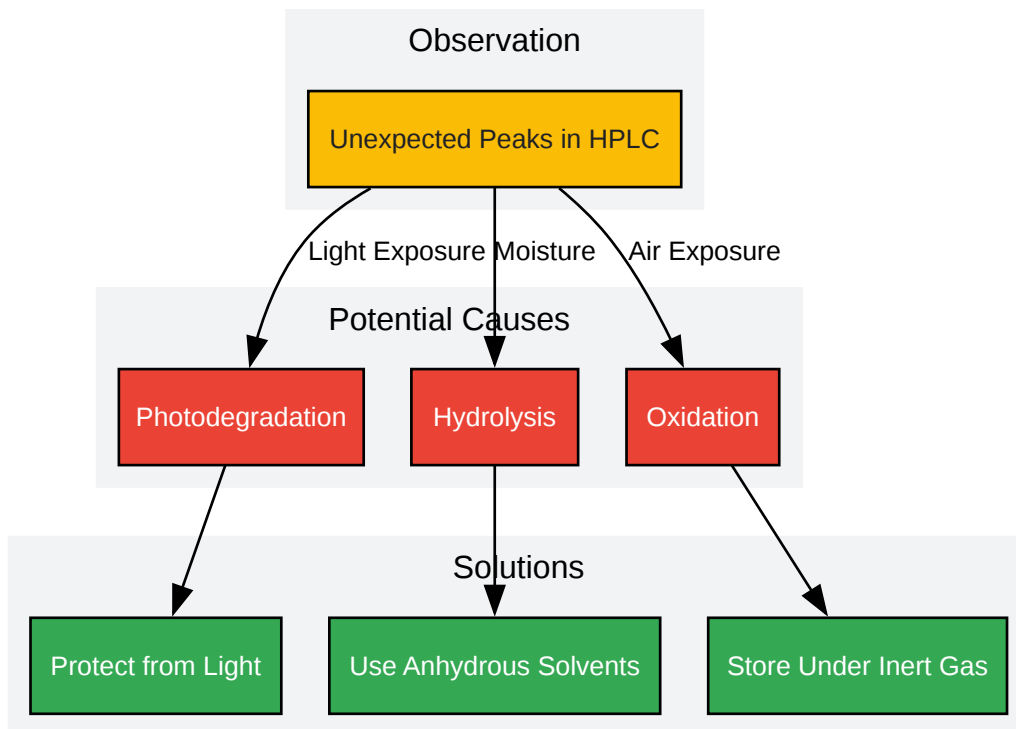 Observation
Unexpected Peaks in HPLC
Light Exposure
Moisture
Air Exposure
Potential Causes
Photodegradation
Hydrolysis
Oxidation
Solutions
Protect from Light
Use Anhydrous Solvents
Store Under Inert Gas